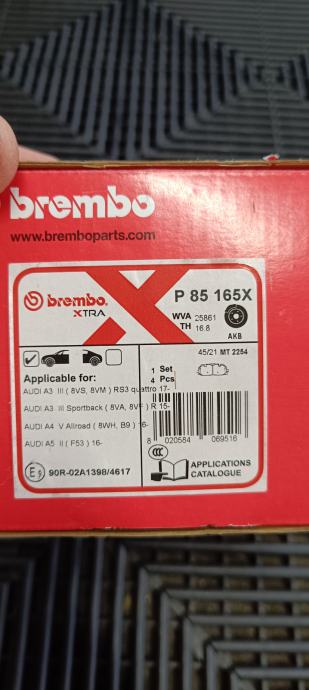 brembo
www.bremboparts.com
brembo.
XTRA
P 85 165X
WVA 25861
TH 16.8
AKB
45/21 MT 2254
1 Set
4 Pcs
Applicable for:
AUDI A3 III ( 8VS, 8VM ) RS3 quattro 17-
AUDI A3 III Sportback ( 8VA, 8VF ) R 15-
AUDI A4 V Allroad ( 8WH, B9 ) 16-
AUDI A5 II ( F53 ) 16-
8 020584 069516
E9 90R-02A1398/4617
CCC
APPLICATIONS
CATALOGUE